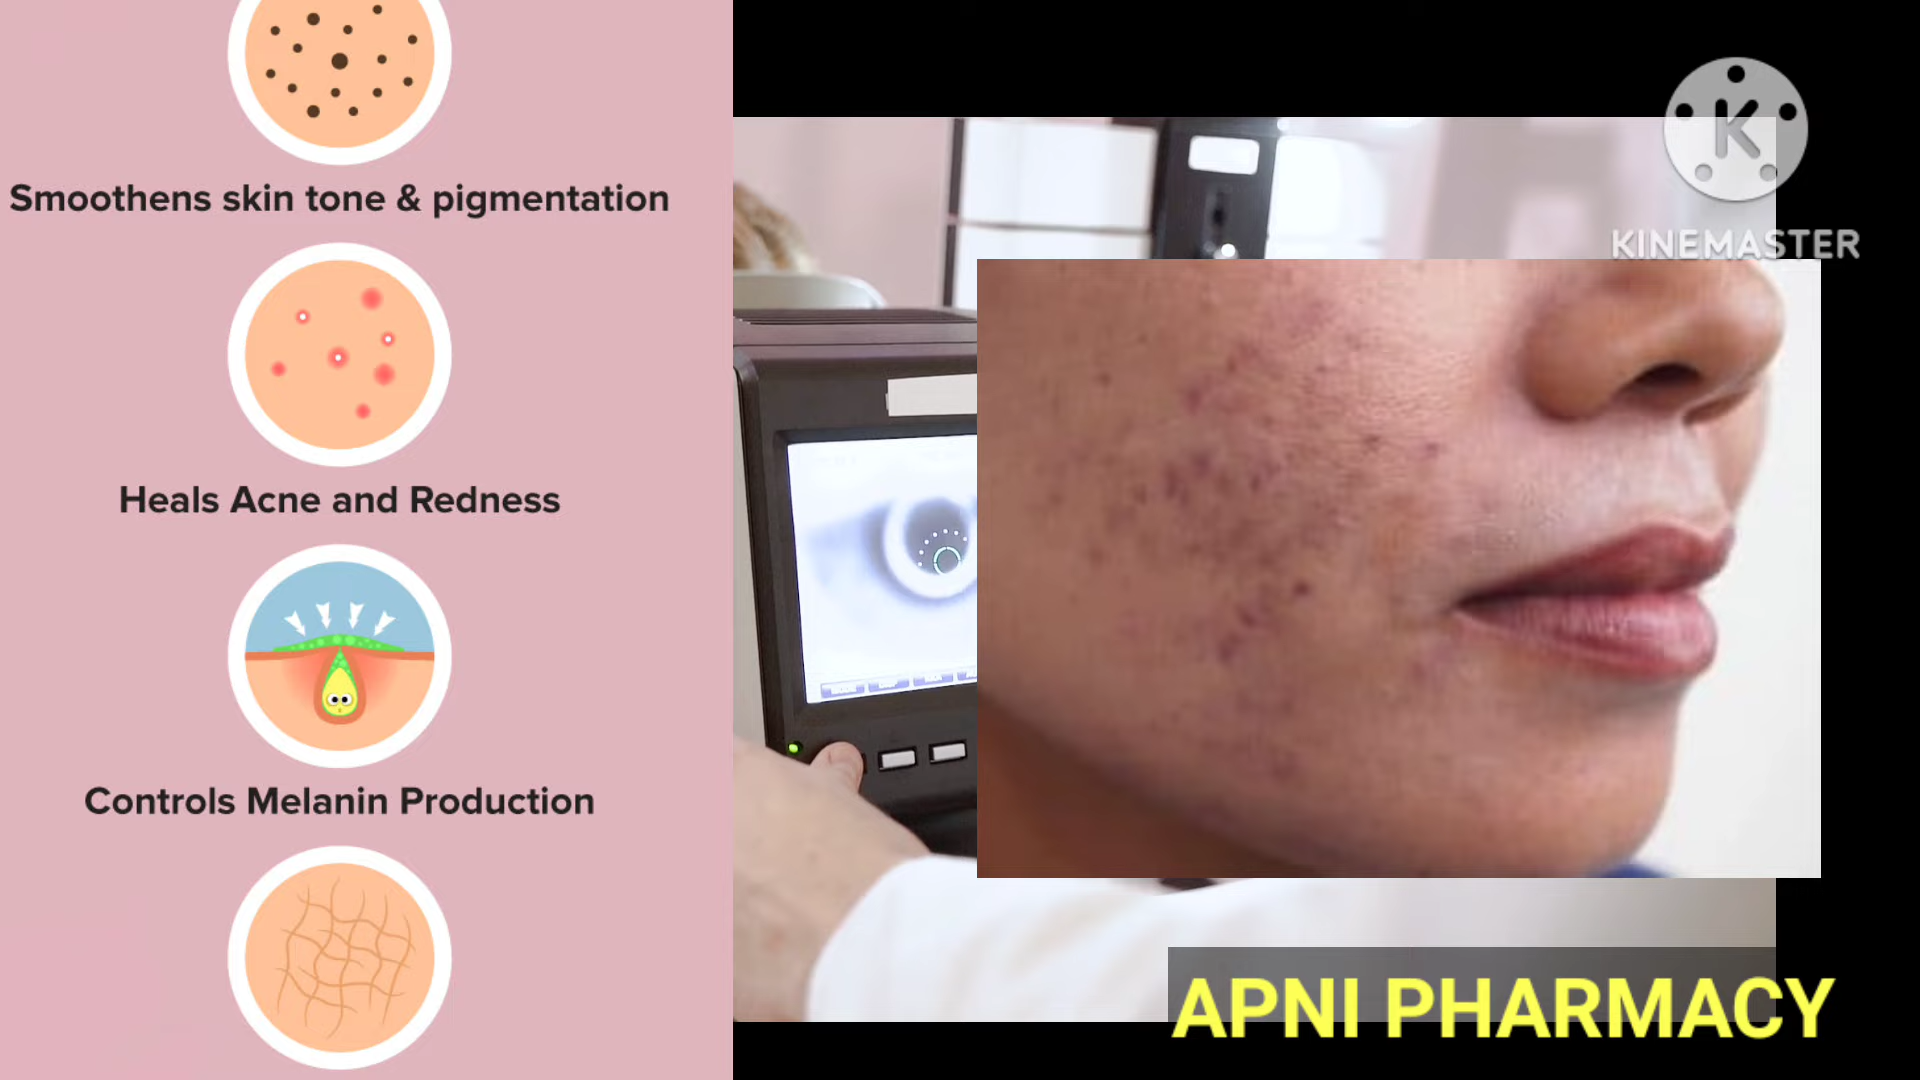 Smoothens skin tone & pigmentation
Heals Acne and Redness
Controls Melanin Production
K
KINEMASTER
APNI PHARMACY